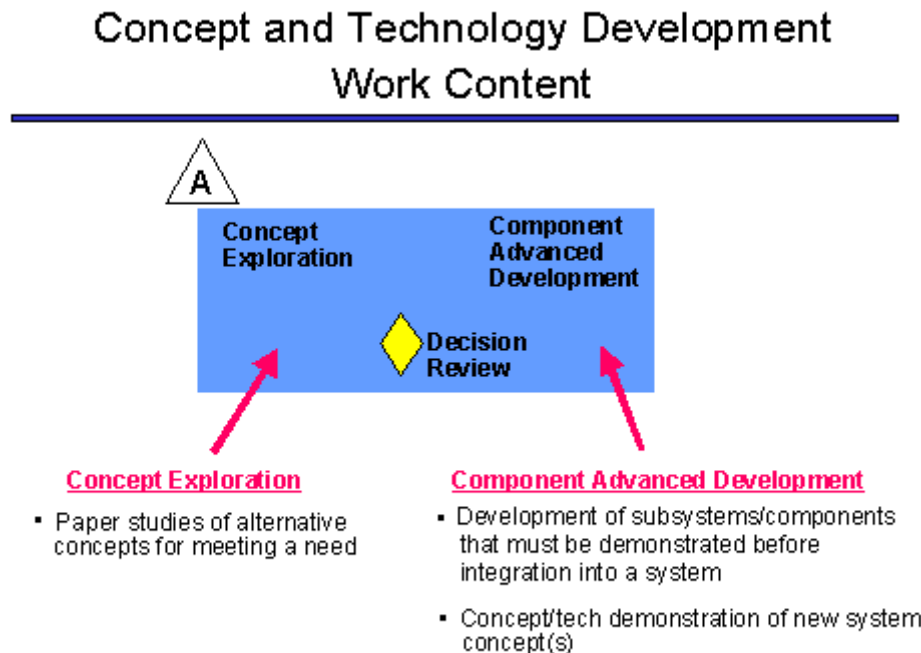 Concept and Technology Development
Work Content
A
Concept
Exploration
Component
Advanced
Development
Decision
Review
Concept Exploration
▪ Paper studies of alternative
concepts for meeting a need
Component Advanced Development
▪ Development of subsystems/components
that must be demonstrated before
integration into a system
▪ Concept/tech demonstration of new system
concept(s)